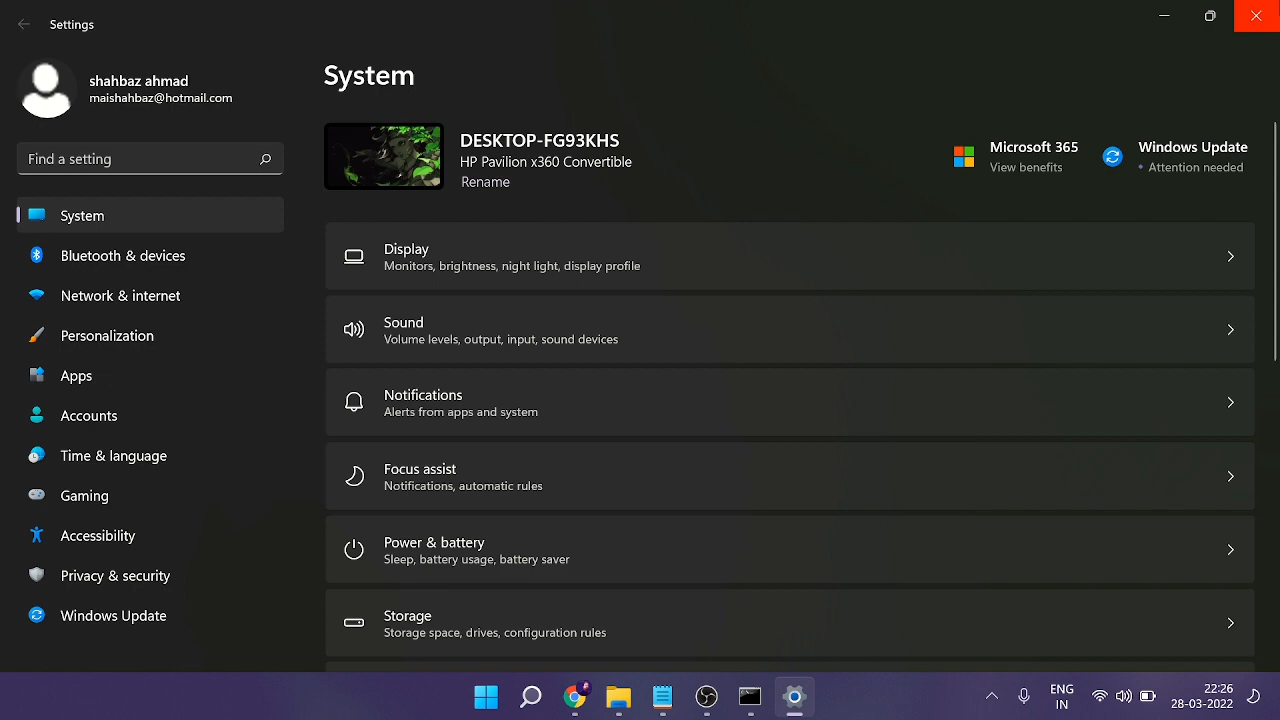 Settings
shahbaz ahmad
maishahbaz@hotmail.com
Find a setting
System
Bluetooth & devices
Network & internet
Personalization
Apps
Accounts
Time & language
Gaming
Accessibility
Privacy & security
Windows Update
System
DESKTOP-FG93KHS
HP Pavilion x360 Convertible
Rename
Microsoft 365
View benefits
Windows Update
• Attention needed
Display
Monitors, brightness, night light, display profile
Sound
Volume levels, output, input, sound devices
Notifications
Alerts from apps and system
Focus assist
Notifications, automatic rules
Power & battery
Sleep, battery usage, battery saver
Storage
Storage space, drives, configuration rules
ENG
IN
22:26
28-03-2022